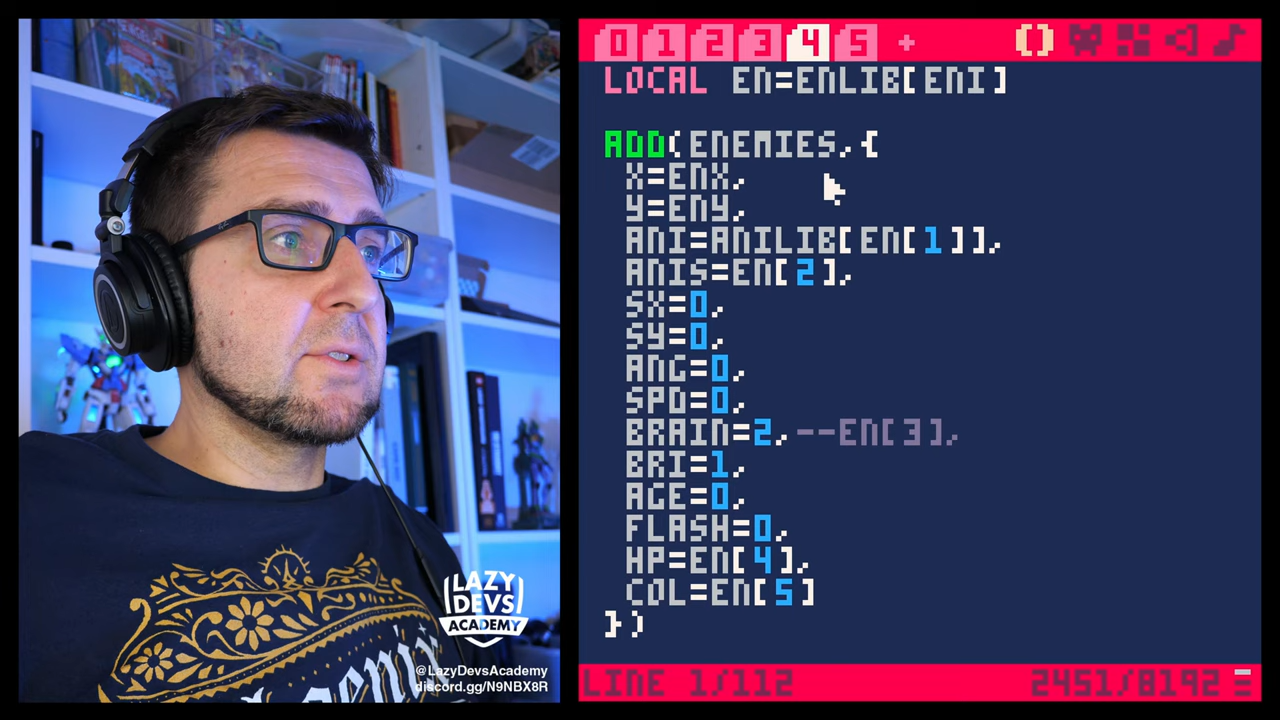 0 1 2 3 4 5 +
LOCAL EN=ENLIB[ENI]
ADD(ENEMIES,{
X=ENX,
Y=ENY,
ANI=ANILIB[EN[1]],
ANIS=EN[2],
SX=0,
SY=0,
ANG=0,
SPD=0,
BRAIN=2,--EN[3],
BRI=1,
AGE=0,
FLASH=0,
HP=EN[4],
COL=EN[5]
})
LINE 1/112 2451/8192
LAZY
DEVS
ACADEMY
@LazyDevsAcademy
discord.gg/N9NBX8R